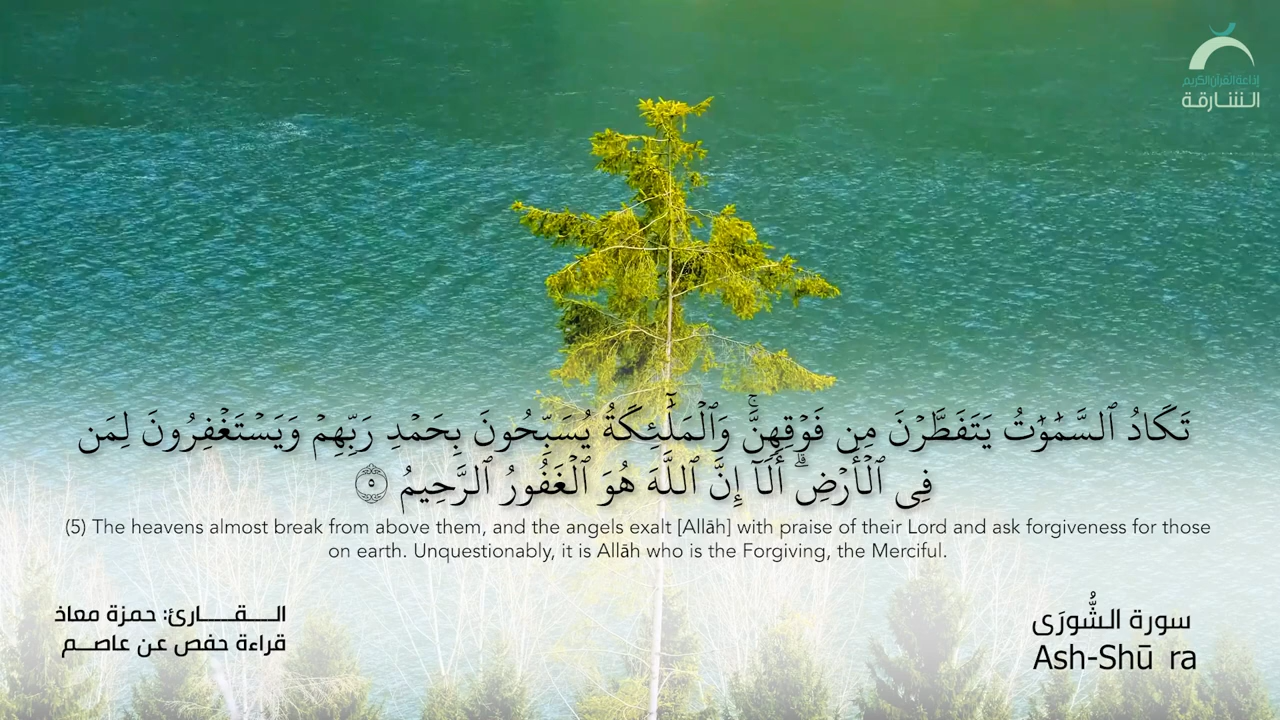 إذاعة القرآن الكريم
الشارقة
تَكَادُ ٱلسَّمَٰوَٰتُ يَتَفَطَّرْنَ مِن فَوْقِهِنَّۚ وَٱلْمَلَٰٓئِكَةُ يُسَبِّحُونَ بِحَمْدِ رَبِّهِمْ وَيَسْتَغْفِرُونَ لِمَن
فِى ٱلْأَرْضِۗ أَلَآ إِنَّ ٱللَّهَ هُوَ ٱلْغَفُورُ ٱلرَّحِيمُ ٥
(5) The heavens almost break from above them, and the angels exalt [Allāh] with praise of their Lord and ask forgiveness for those
on earth. Unquestionably, it is Allāh who is the Forgiving, the Merciful.
سورة الشُّورَى
Ash-Shū ra
القارئ: حمزة معاذ
قراءة حفص عن عاصم